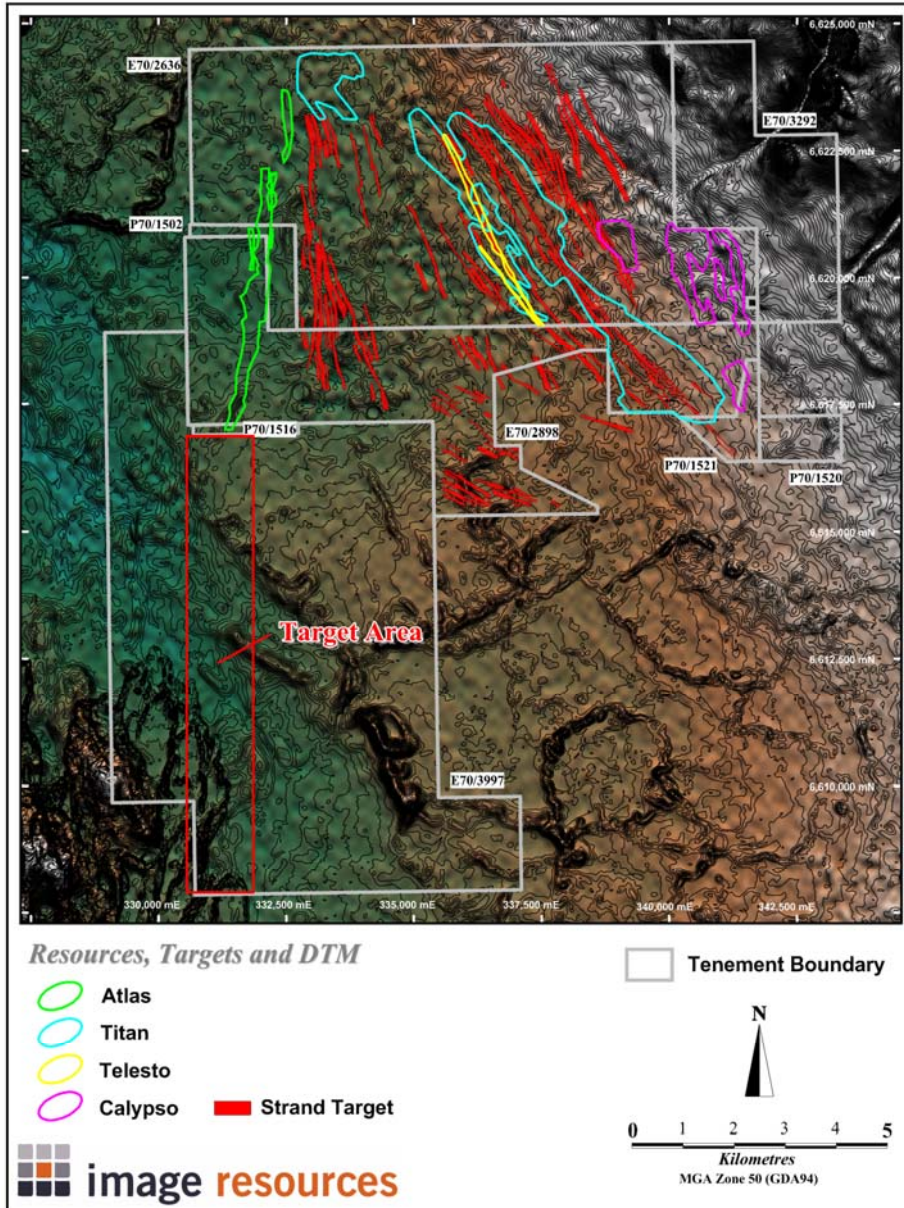 6,625,000 mN
E70/2636
E70/3292
6,622,500 mN
P70/1502
6,620,000 mN
6,617,500 mN
P70/1516
E70/2898
P70/1521
P70/1520
6,615,000 mN
Target Area
6,612,500 mN
E70/3997
6,610,000 mN
330,000 mE
332,500 mE
335,000 mE
337,500 mE
340,000 mE
342,500 mE
Resources, Targets and DTM
Atlas
Titan
Telesto
Calypso
Strand Target
Tenement Boundary
N
0 1 2 3 4 5
Kilometres
MGA Zone 50 (GDA94)
image resources